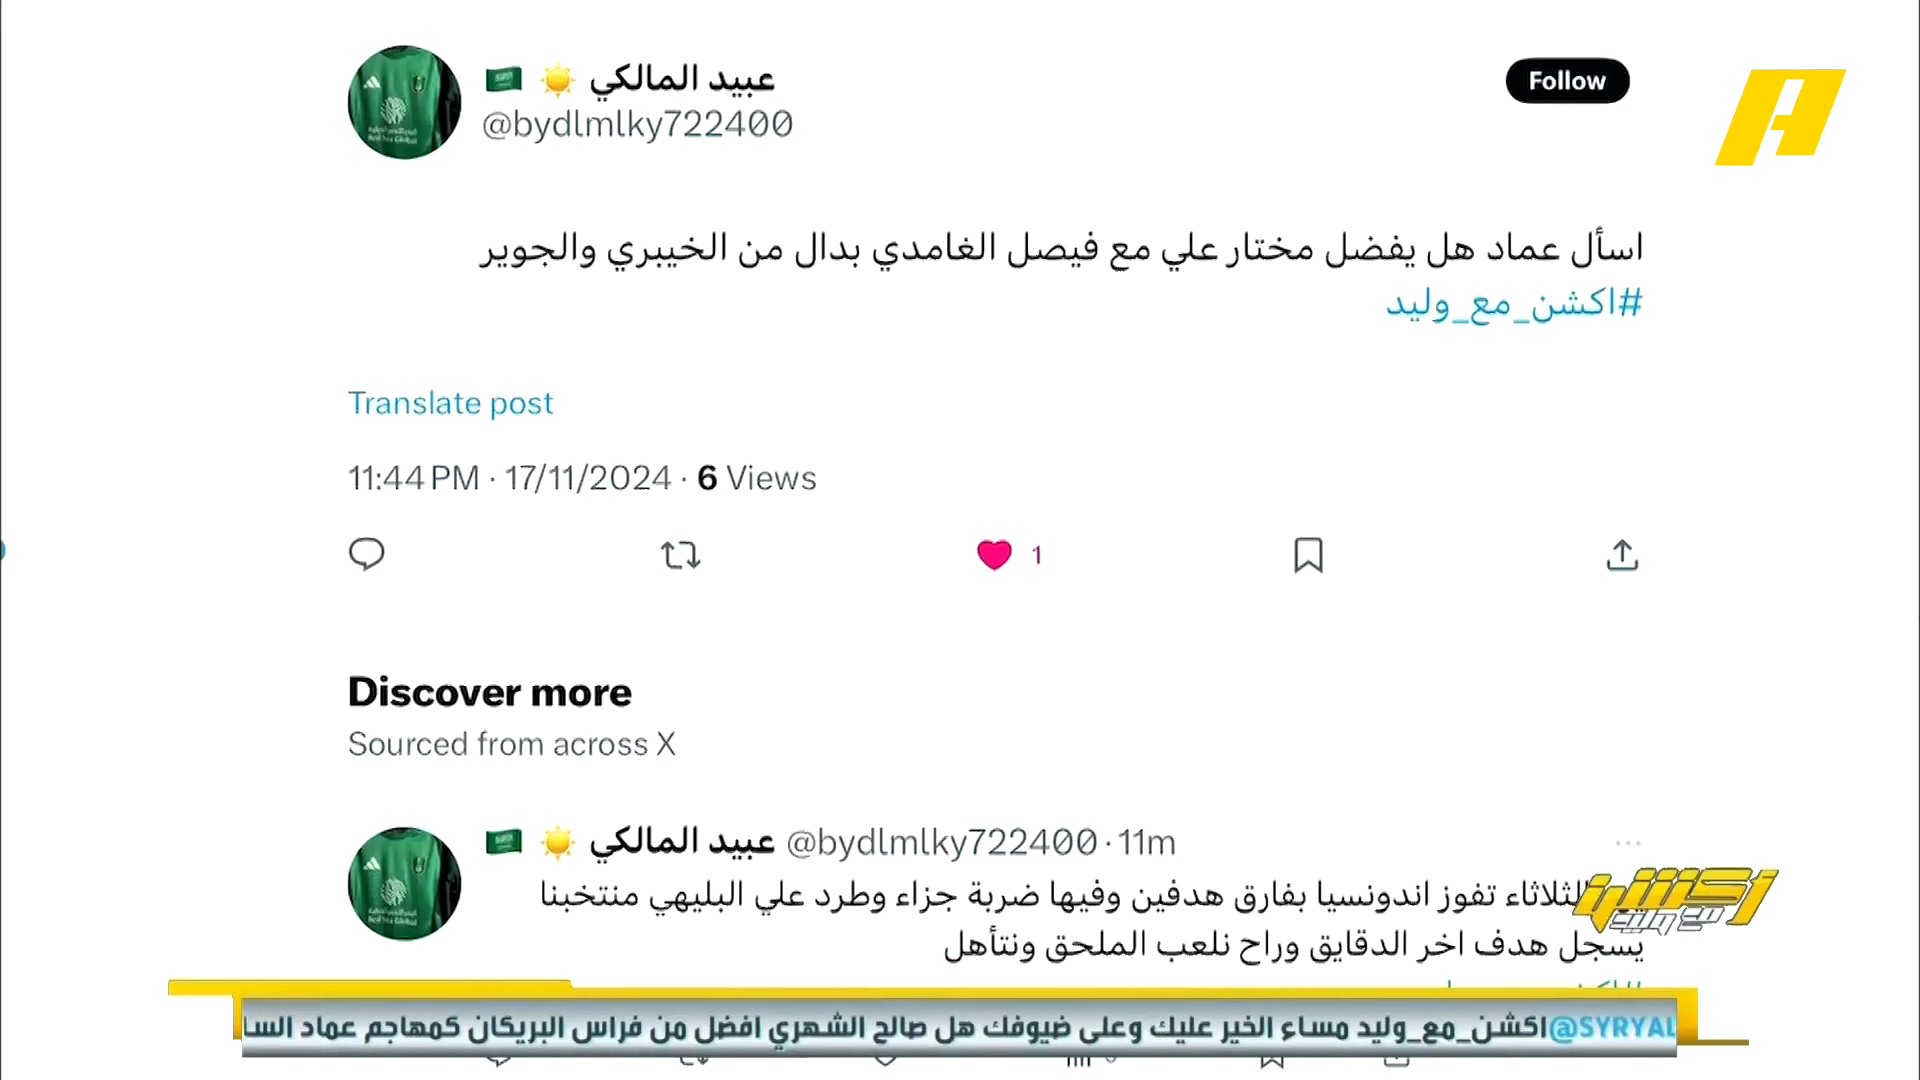 عبيد المالكي
@bydlmlky722400
Follow
اسأل عماد هل يفضل مختار علي مع فيصل الغامدي بدال من الخيبري والجوير
#اكشن_مع_وليد
Translate post
11:44 PM · 17/11/2024 · 6 Views
1
Discover more
Sourced from across X
عبيد المالكي @bydlmlky722400 · 11m
الثلاثاء تفوز اندونسيا بفارق هدفين وفيها ضربة جزاء وطرد علي البليهي منتخبنا
يسجل هدف اخر الدقايق وراح نلعب الملحق ونتأهل
أكشن مع وليد
@SYRYAL اكشن_مع_وليد مساء الخير عليك وعلى ضيوفك هل صالح الشهري افضل من فراس البريكان كمهاجم عماد السا